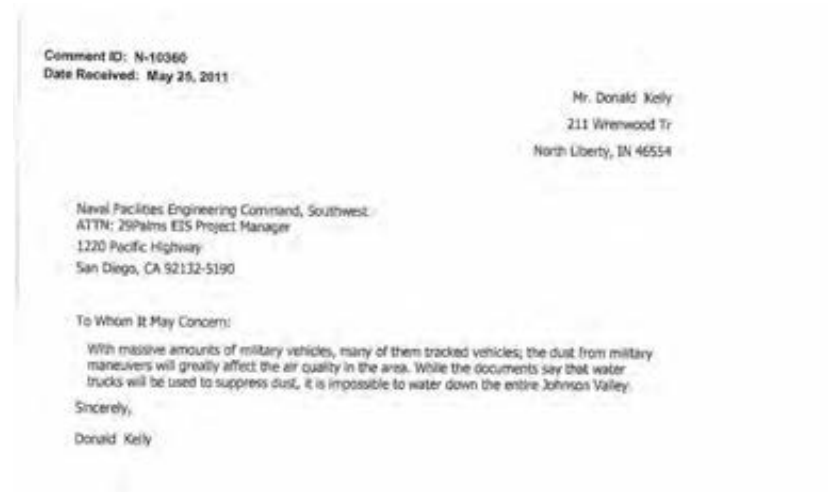 Comment ID: N-10360
Date Received: May 25, 2011
Mr. Donald Kelly
211 Wrenwood Tr
North Liberty, IN 46554
Naval Facilities Engineering Command, Southwest
ATTN: 29Palms EIS Project Manager
1220 Pacific Highway
San Diego, CA 92132-5190
To Whom It May Concern:
With massive amounts of military vehicles, many of them tracked vehicles; the dust from military
maneuvers will greatly affect the air quality in the area. While the documents say that water
trucks will be used to suppress dust, it is impossible to water down the entire Johnson Valley.
Sincerely,
Donald Kelly